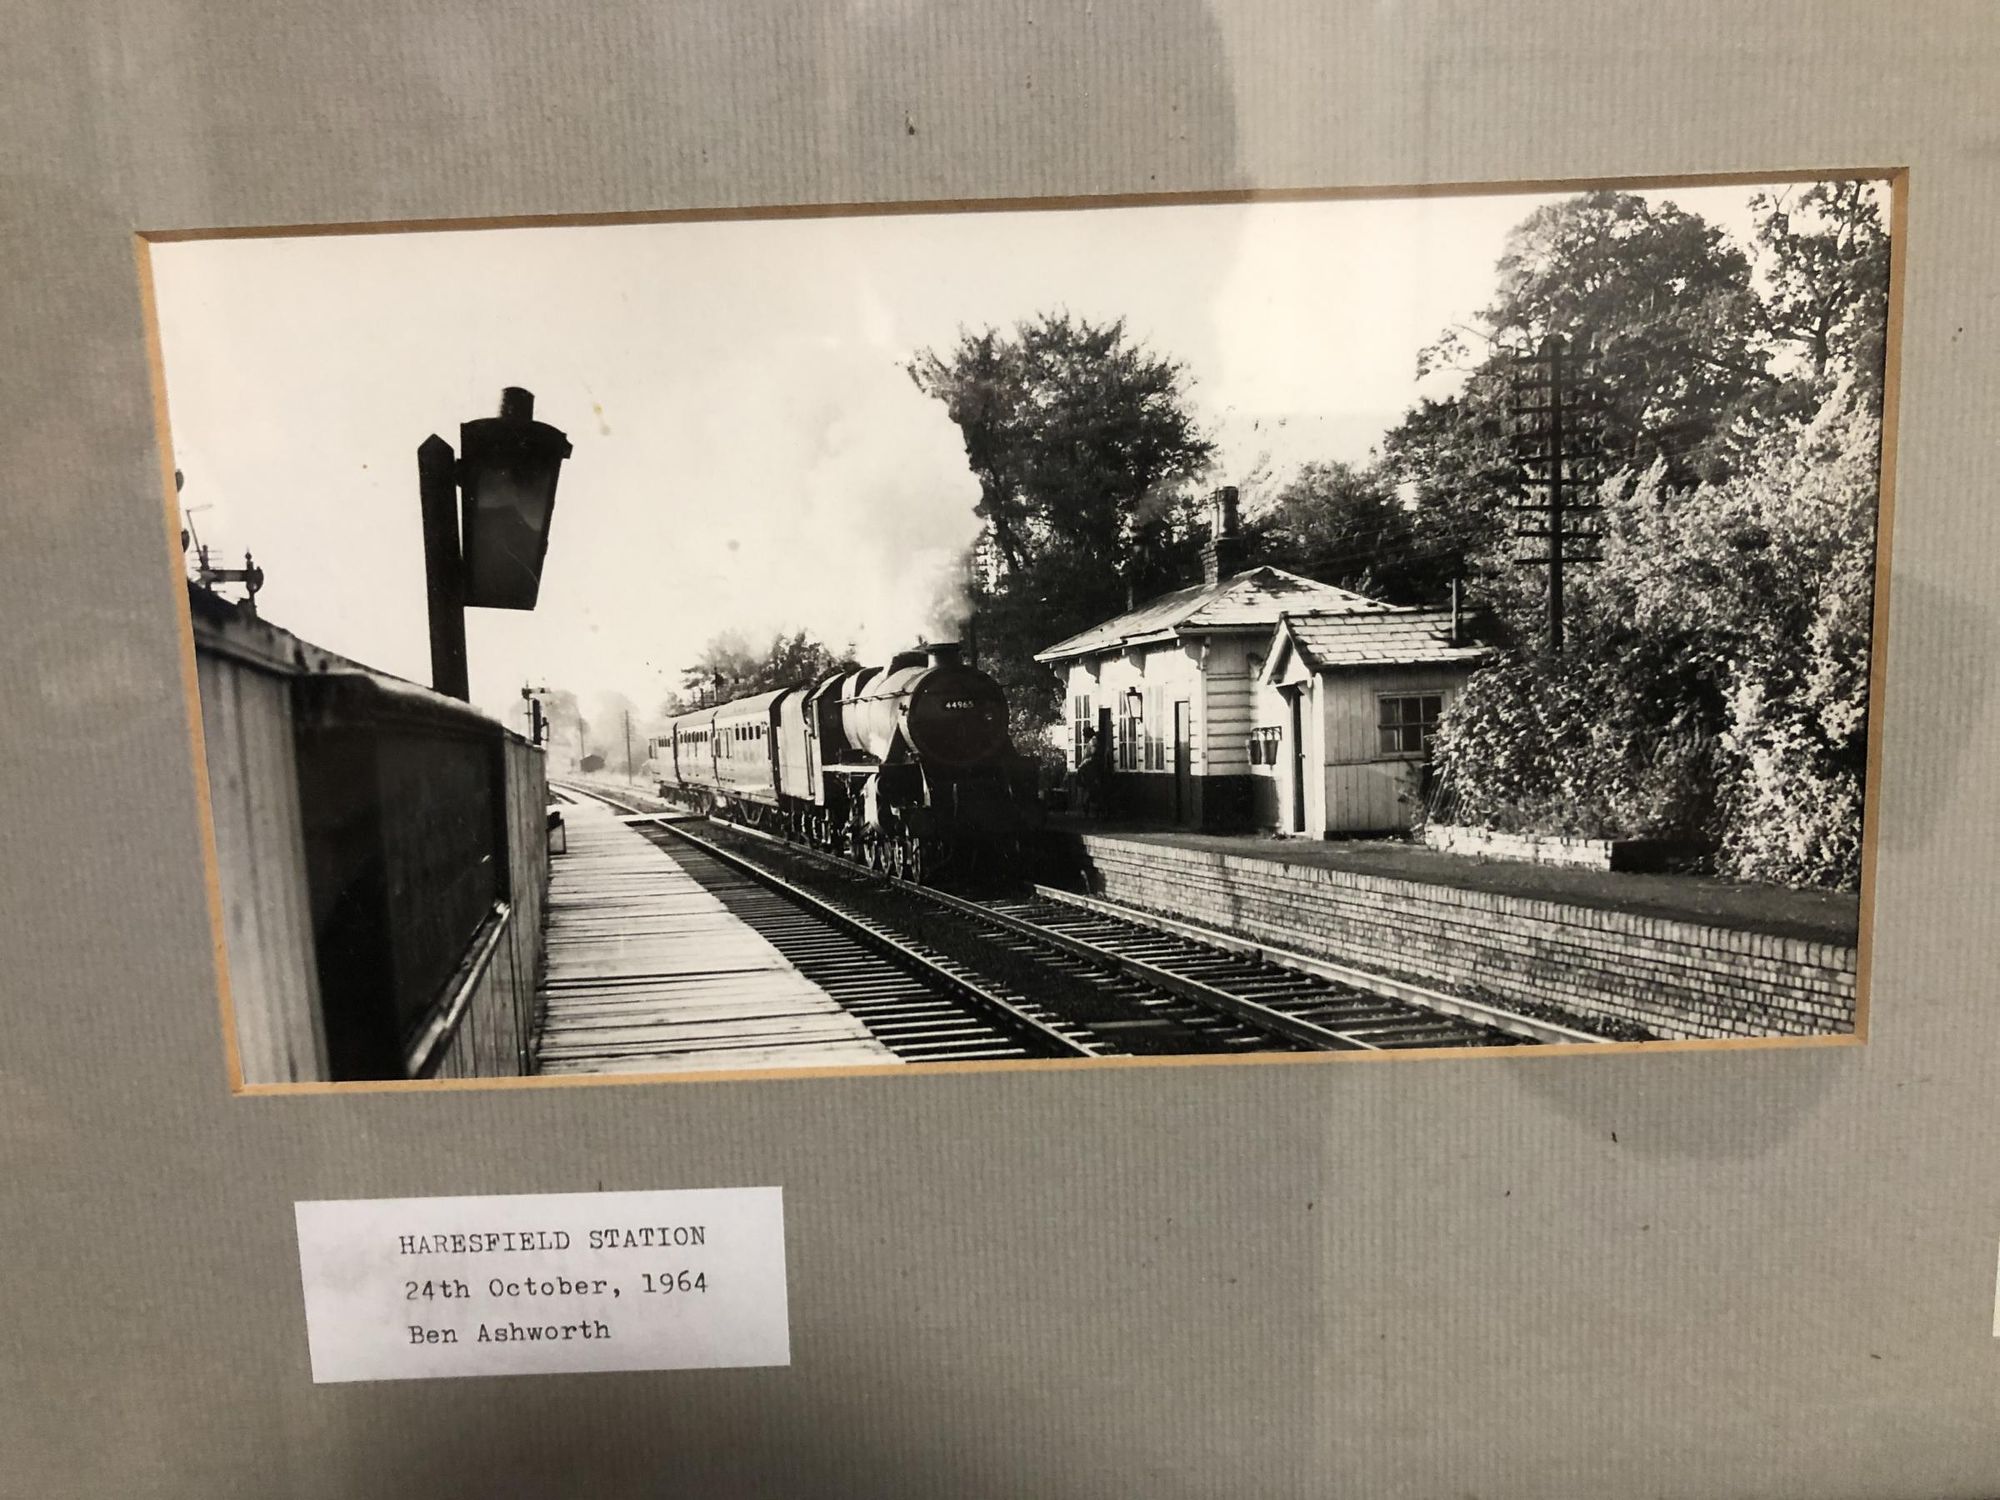 44965
HARESFIELD STATION
24th October, 1964
Ben Ashworth